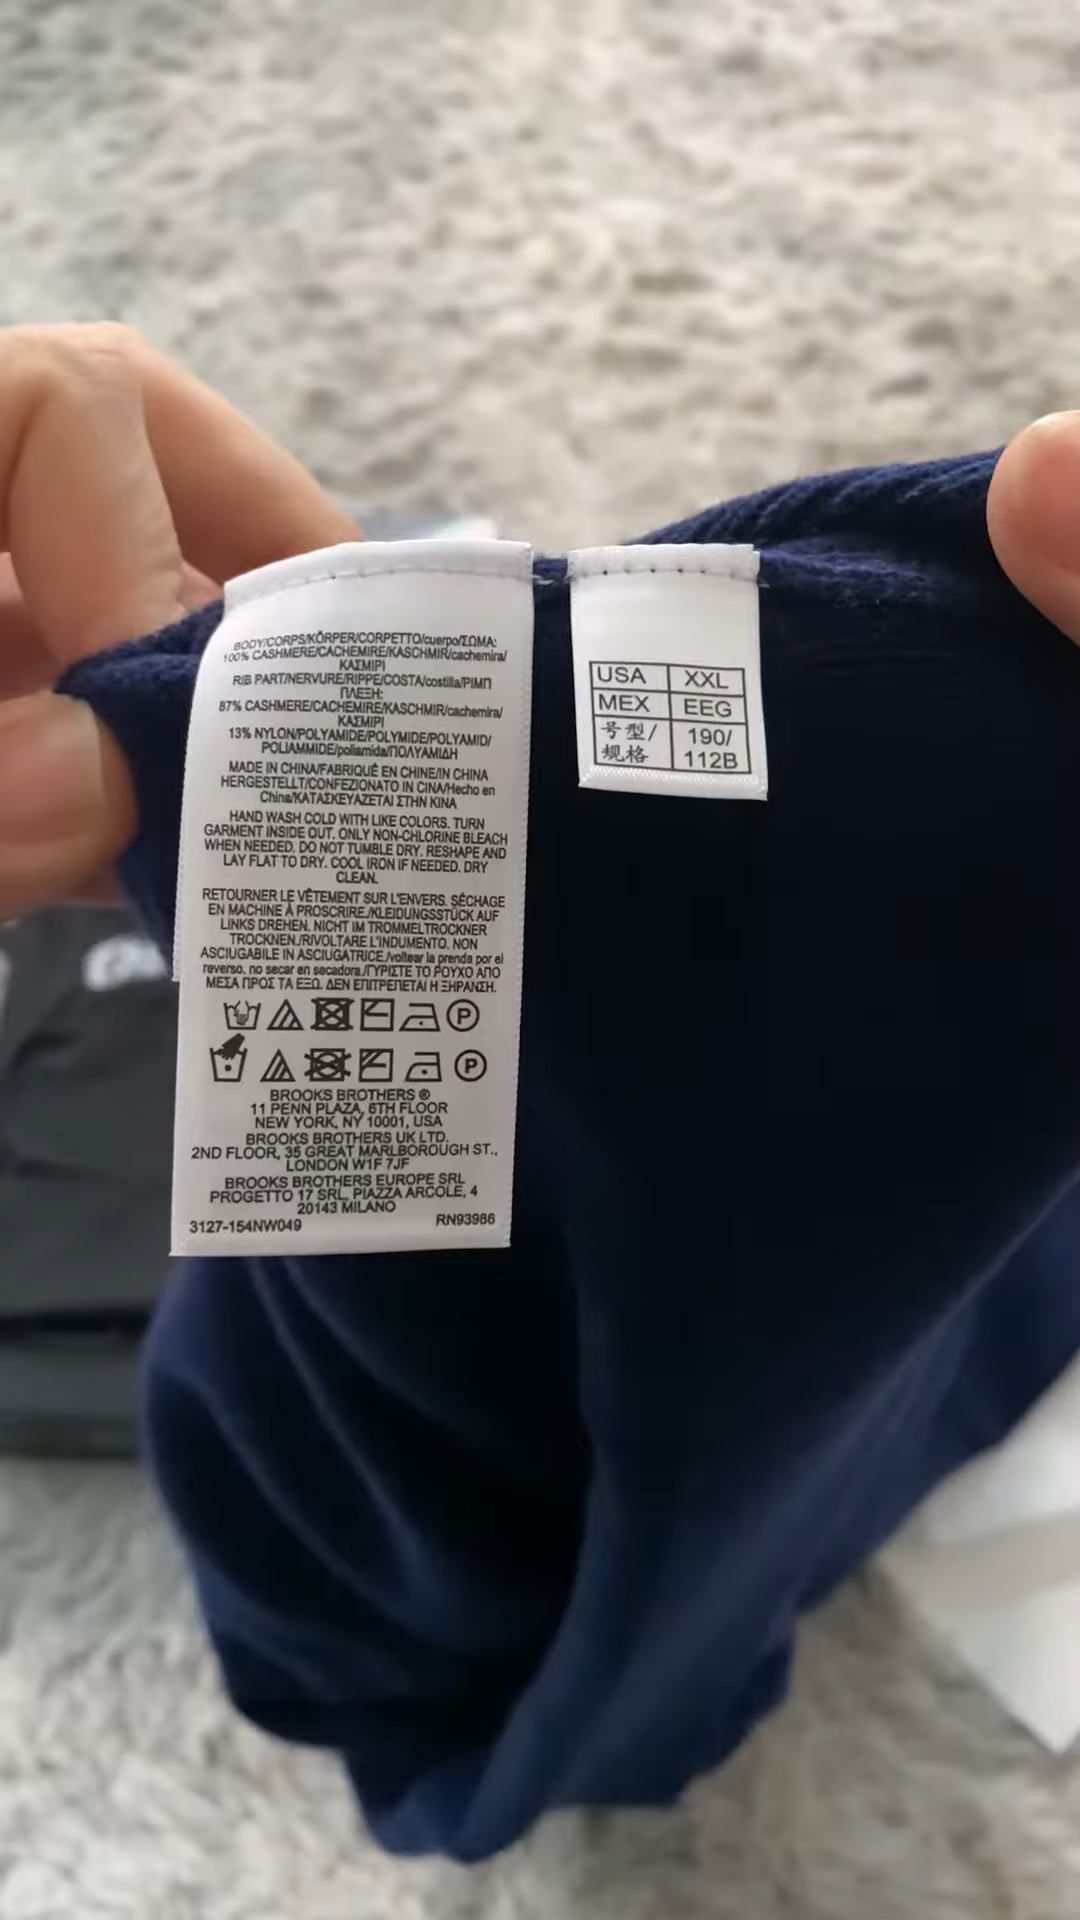 BODY/CORPS/KÖRPER/CORPETTO/cuerpo/ΣΩΜΑ:
100% CASHMERE/CACHEMIRE/KASCHMIR/cachemira/
ΚΑΣΜΙΡΙ
RIB PART/NERVURE/RIPPE/COSTA/costilla/ΡΙΜΠ
ΠΛΕΞΗ:
87% CASHMERE/CACHEMIRE/KASCHMIR/cachemira/
ΚΑΣΜΙΡΙ
13% NYLON/POLYAMIDE/POLYMIDE/POLYAMID/
POLIAMMIDE/poliamida/ΠΟΛΥΑΜΙΔΗ
MADE IN CHINA/FABRIQUÉ EN CHINE/IN CHINA
HERGESTELLT/CONFEZIONATO IN CINA/Hecho en
China/ΚΑΤΑΣΚΕΥΑΖΕΤΑΙ ΣΤΗΝ ΚΙΝΑ
HAND WASH COLD WITH LIKE COLORS. TURN
GARMENT INSIDE OUT. ONLY NON-CHLORINE BLEACH
WHEN NEEDED. DO NOT TUMBLE DRY. RESHAPE AND
LAY FLAT TO DRY. COOL IRON IF NEEDED. DRY
CLEAN.
RETOURNER LE VÊTEMENT SUR L'ENVERS. SÉCHAGE
EN MACHINE À PROSCRIRE./KLEIDUNGSSTÜCK AUF
LINKS DREHEN. NICHT IM TROMMELTROCKNER
TROCKNEN./RIVOLTARE L'INDUMENTO. NON
ASCIUGABILE IN ASCIUGATRICE./voltear la prenda por el
reverso. no secar en secadora./ΓΥΡΙΣΤΕ ΤΟ ΡΟΥΧΟ ΑΠΟ
ΜΕΣΑ ΠΡΟΣ ΤΑ ΕΞΩ. ΔΕΝ ΕΠΙΤΡΕΠΕΤΑΙ Η ΞΗΡΑΝΣΗ.
P
P
BROOKS BROTHERS ®
11 PENN PLAZA, 6TH FLOOR
NEW YORK, NY 10001, USA
BROOKS BROTHERS UK LTD.
2ND FLOOR, 35 GREAT MARLBOROUGH ST.,
LONDON W1F 7JF
BROOKS BROTHERS EUROPE SRL
PROGETTO 17 SRL, PIAZZA ARCOLE, 4
20143 MILANO
3127-154NW049 RN93986
USA XXL
MEX EEG
号型/ 190/
规格 112B